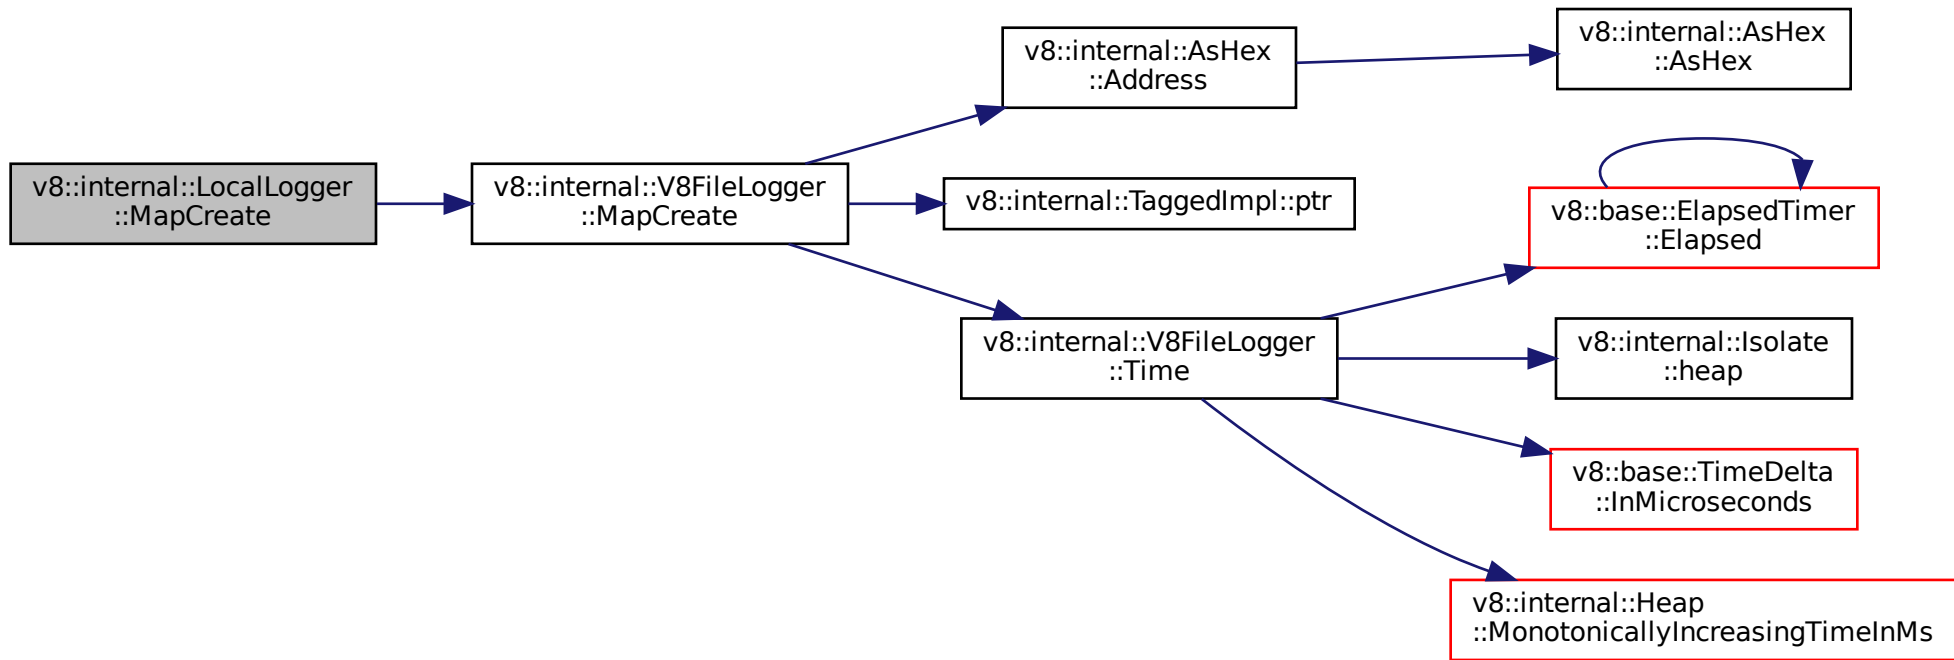 v8::internal::LocalLogger
::MapCreate
v8::internal::V8FileLogger
::MapCreate
v8::internal::AsHex
::Address
v8::internal::AsHex
::AsHex
v8::internal::TaggedImpl::ptr
v8::internal::V8FileLogger
::Time
v8::base::ElapsedTimer
::Elapsed
v8::internal::Isolate
::heap
v8::base::TimeDelta
::InMicroseconds
v8::internal::Heap
::MonotonicallyIncreasingTimeInMs